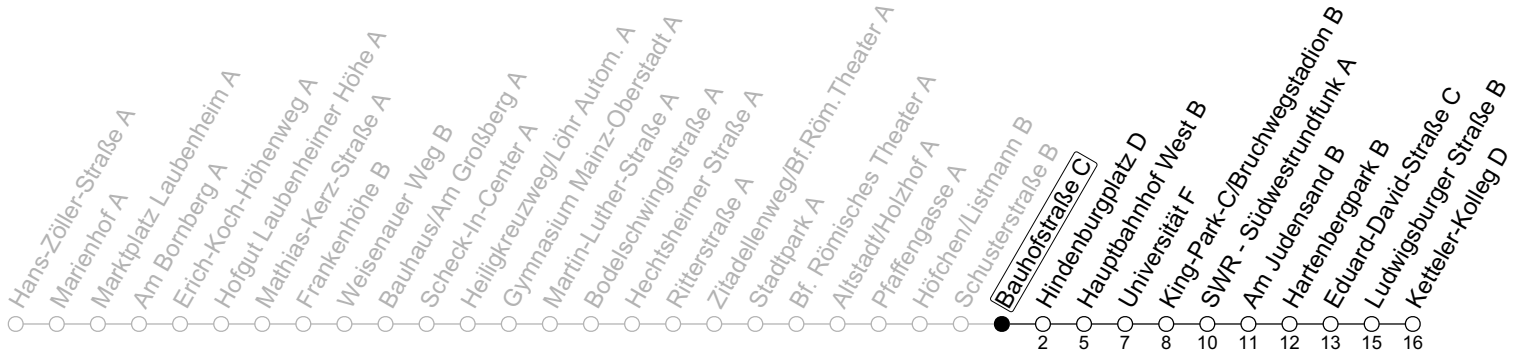 Hans-Zöller-Straße A
Marienhof A
Marktplatz Laubenheim A
Am Bornberg A
Erich-Koch-Höhenweg A
Hofgut Laubenheimer Höhe A
Mathias-Kerz-Straße A
Frankenhöhe B
Weisenauer Weg B
Bauhaus/Am Großberg A
Scheck-In-Center A
Heiligkreuzweg/Löhr Autom. A
Gymnasium Mainz-Oberstadt A
Martin-Luther-Straße A
Bodelschwinghstraße A
Hechtsheimer Straße A
Ritterstraße A
Zitadellenweg/Bf.Röm.Theater A
Stadtpark A
Bf. Römisches Theater A
Altstadt/Holzhof A
Pfaffengasse A
Höfchen/Listmann B
Schusterstraße B
Bauhofstraße C
Hindenburgplatz D
Hauptbahnhof West B
Universität F
King-Park-C/Bruchwegstadion B
SWR - Südwestrundfunk A
Am Judensand B
Hartenbergpark B
Eduard-David-Straße C
Ludwigsburger Straße B
Ketteler-Kolleg D
2 5 7 8 10 11 12 13 15 16